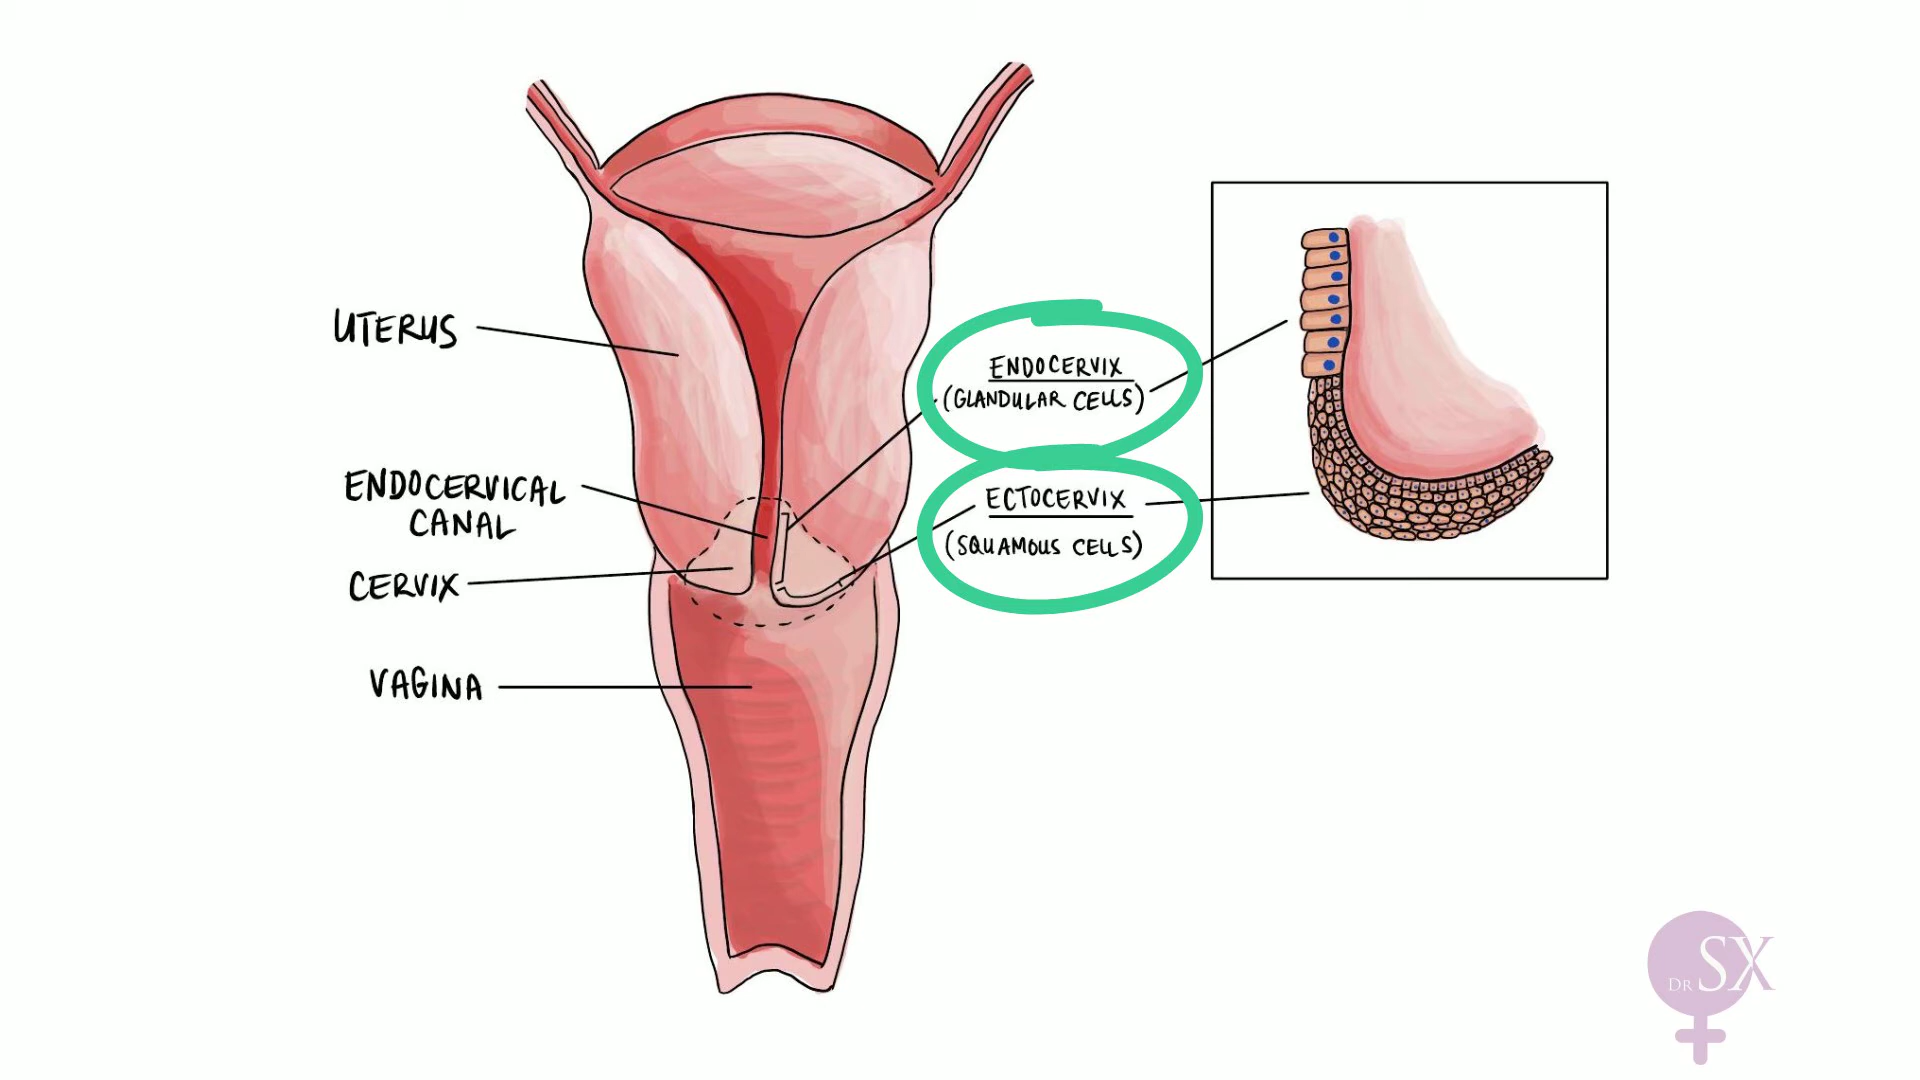 UTERUS
ENDOCERVICAL
CANAL
CERVIX
VAGINA
ENDOCERVIX
(GLANDULAR CELLS)
ECTOCERVIX
(SQUAMOUS CELLS)
DR SX